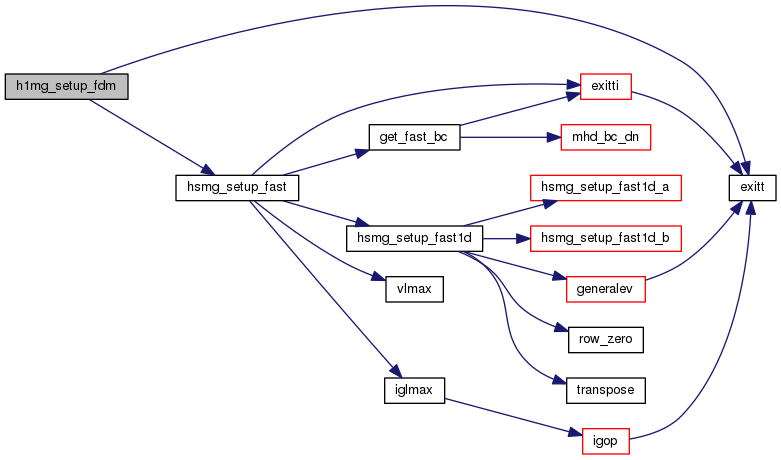 h1mg_setup_fdm
exitti
get_fast_bc
mhd_bc_dn
hsmg_setup_fast
hsmg_setup_fast1d_a
exitt
hsmg_setup_fast1d
hsmg_setup_fast1d_b
vlmax
generalev
row_zero
iglmax
transpose
igop